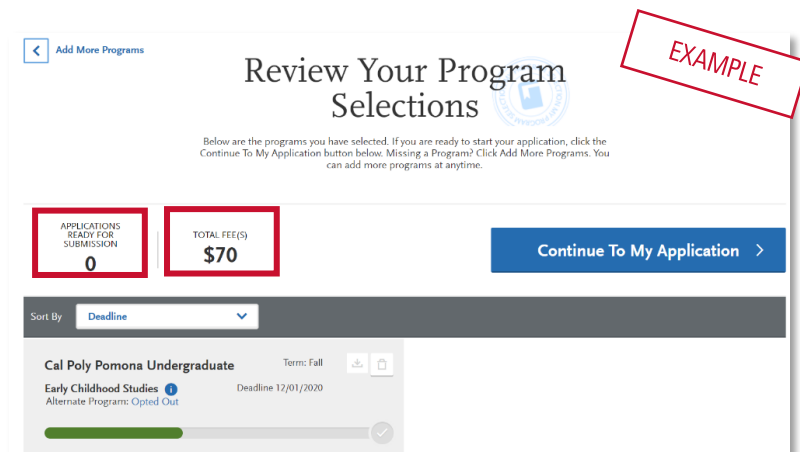 Add More Programs
EXAMPLE
Review Your Program
Selections
Below are the programs you have selected. If you are ready to start your application, click the
Continue To My Application button below. Missing a Program? Click Add More Programs. You
can add more programs at anytime.
APPLICATIONS
READY FOR
SUBMISSION
0
TOTAL FEE(S)
$70
Continue To My Application
Sort By Deadline
Cal Poly Pomona Undergraduate Term: Fall
Early Childhood Studies i Deadline 12/01/2020
Alternate Program: Opted Out